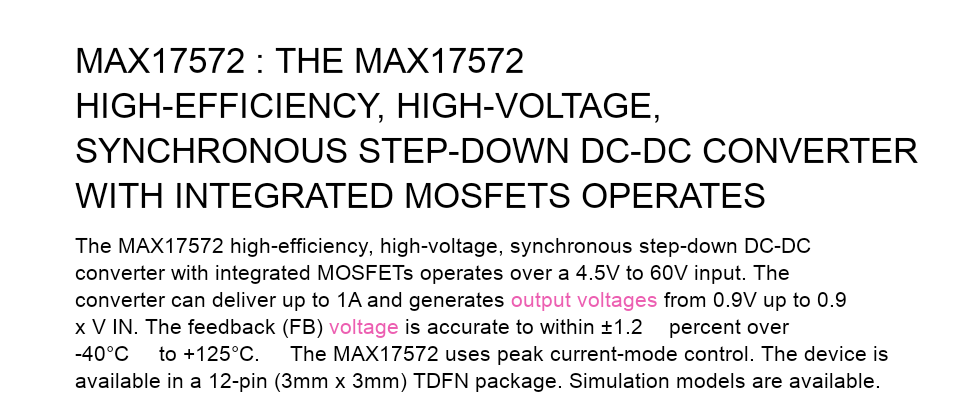 MAX17572 : THE MAX17572
HIGH-EFFICIENCY, HIGH-VOLTAGE,
SYNCHRONOUS STEP-DOWN DC-DC CONVERTER
WITH INTEGRATED MOSFETS OPERATES
The MAX17572 high-efficiency, high-voltage, synchronous step-down DC-DC
converter with integrated MOSFETs operates over a 4.5V to 60V input. The
converter can deliver up to 1A and generates output voltages from 0.9V up to 0.9
x V IN. The feedback (FB) voltage is accurate to within ±1.2 percent over
-40°C to +125°C. The MAX17572 uses peak current-mode control. The device is
available in a 12-pin (3mm x 3mm) TDFN package. Simulation models are available.